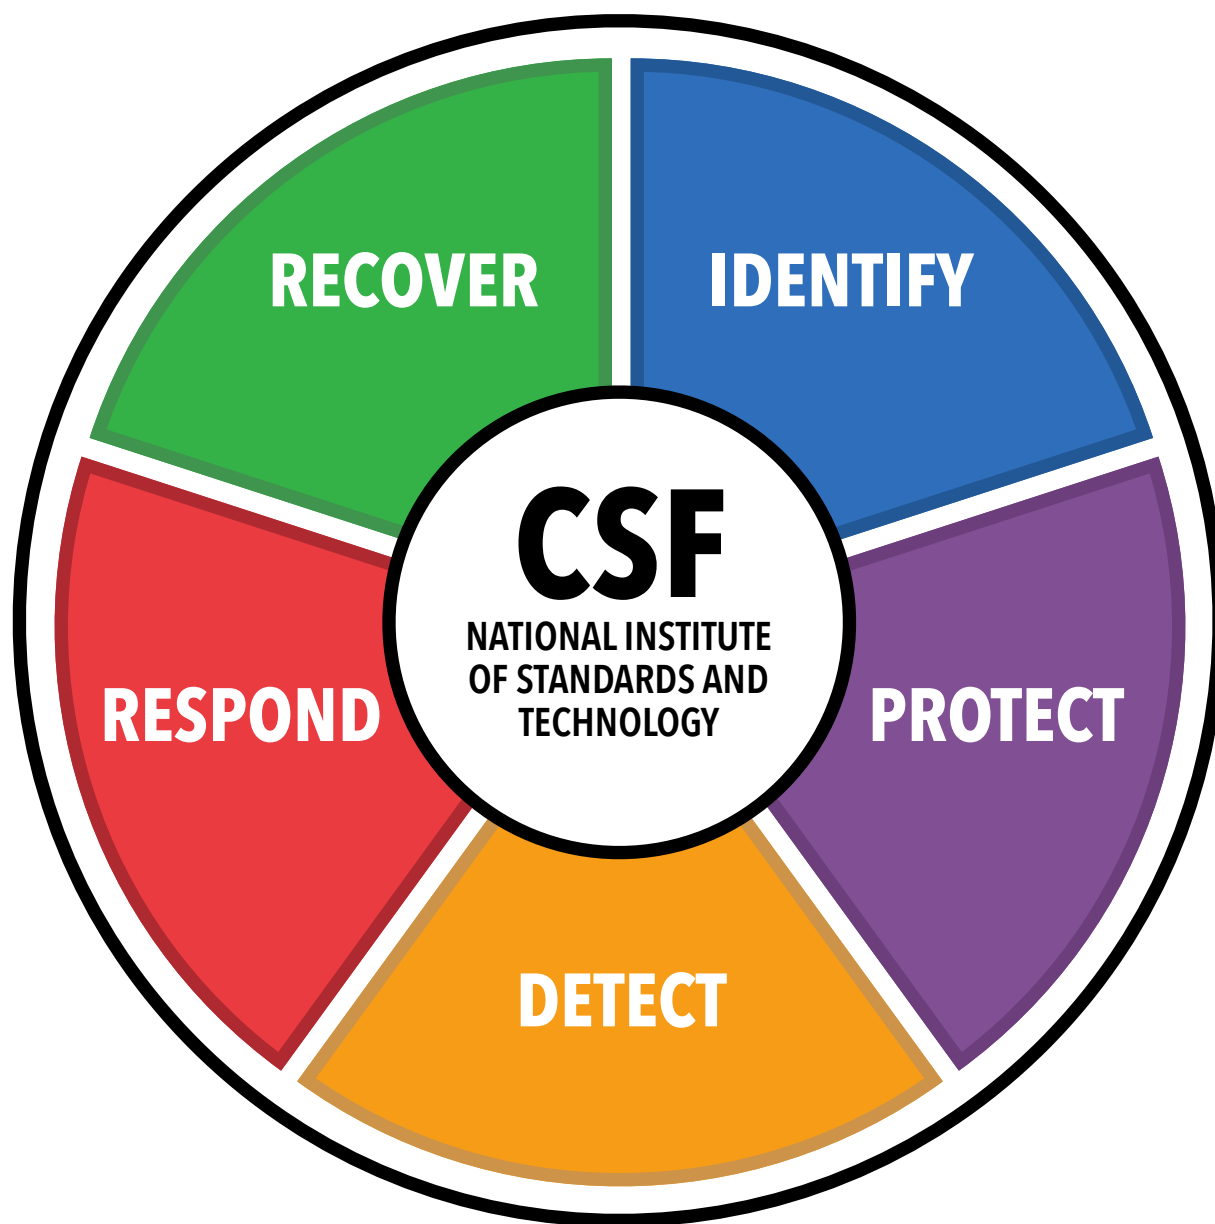 RECOVER
IDENTIFY
CSF
NATIONAL INSTITUTE
OF STANDARDS AND
TECHNOLOGY
RESPOND
PROTECT
DETECT